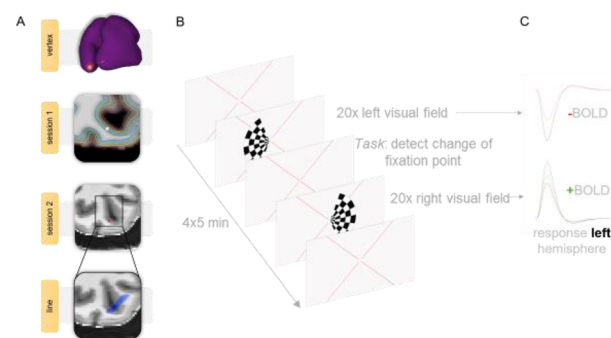 A
vertex
session 1
session 2
line
B
20x left visual field
Task: detect change of
fixation point
20x right visual field
4x5 min
C
-BOLD
+BOLD
response left
hemisphere